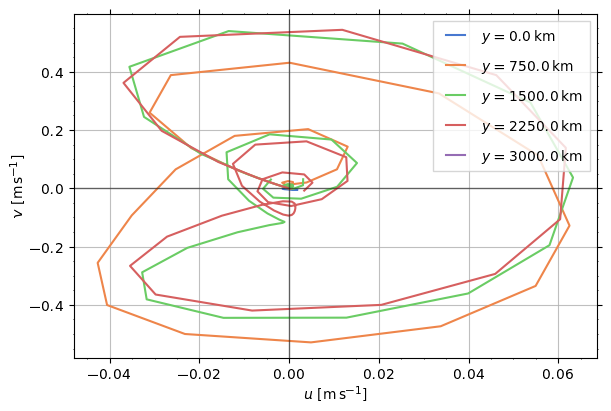 y = 0.0 km
y = 750.0 km
y = 1500.0 km
y = 2250.0 km
y = 3000.0 km
0.4
0.2
0.0
−0.2
−0.4
v [m s⁻¹]
−0.04 −0.02 0.00 0.02 0.04 0.06
u [m s⁻¹]